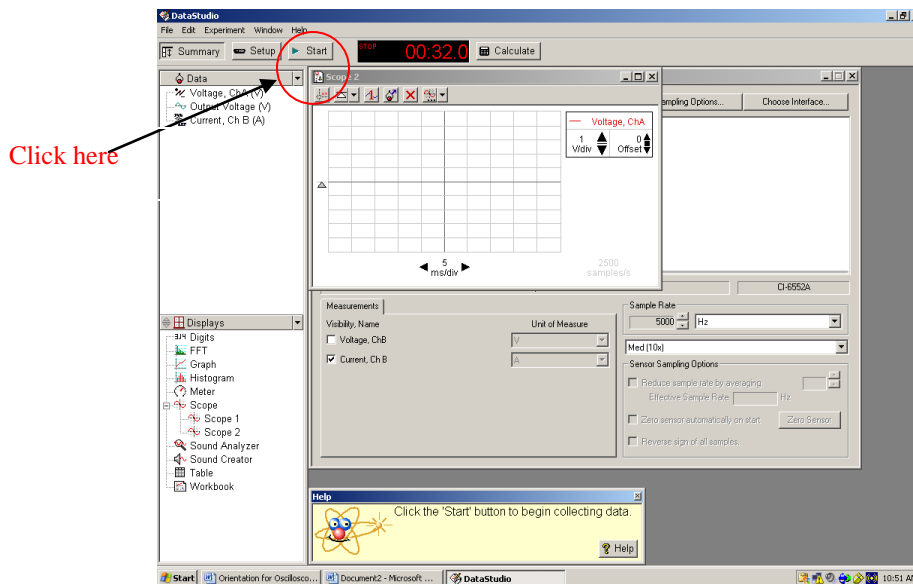 DataStudio
File Edit Experiment Window Help
Summary Setup Start STOP 00:32.0 Calculate
Data
Voltage, ChA (V)
Output Voltage (V)
Current, Ch B (A)
Click here
Scope 2
Voltage, ChA
1 0
V/div Offset
5
ms/div
2500
samples/s
Sampling Options... Choose Interface...
CI-6552A
Measurements
Visibility, Name Unit of Measure
Voltage, ChB V
Current, Ch B A
Sample Rate
5000 Hz
Med (10x)
Sensor Sampling Options
Reduce sample rate by averaging
Effective Sample Rate Hz
Zero sensor automatically on start Zero Sensor
Reverse sign of all samples
Displays
3.14 Digits
FFT
Graph
Histogram
Meter
Scope
Scope 1
Scope 2
Sound Analyzer
Sound Creator
Table
Workbook
Help
Click the 'Start' button to begin collecting data.
Help
Start Orientation for Oscillosco... Document2 - Microsoft ... DataStudio 10:51 AM